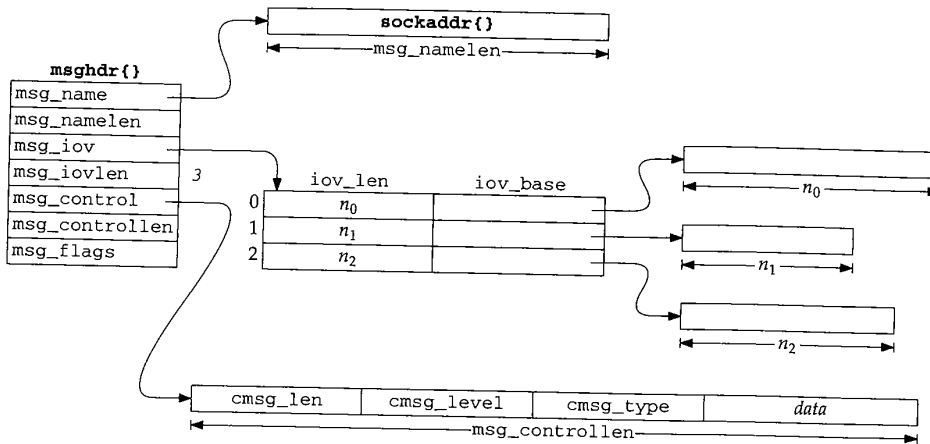 sockaddr{}
msg_namelen
msghdr{}
msg_name
msg_namelen
msg_iov
msg_iovlen 3
msg_control
msg_controllen
msg_flags
iov_len iov_base
0 n0
1 n1
2 n2
n0
n1
n2
cmsg_len cmsg_level cmsg_type data
msg_controllen